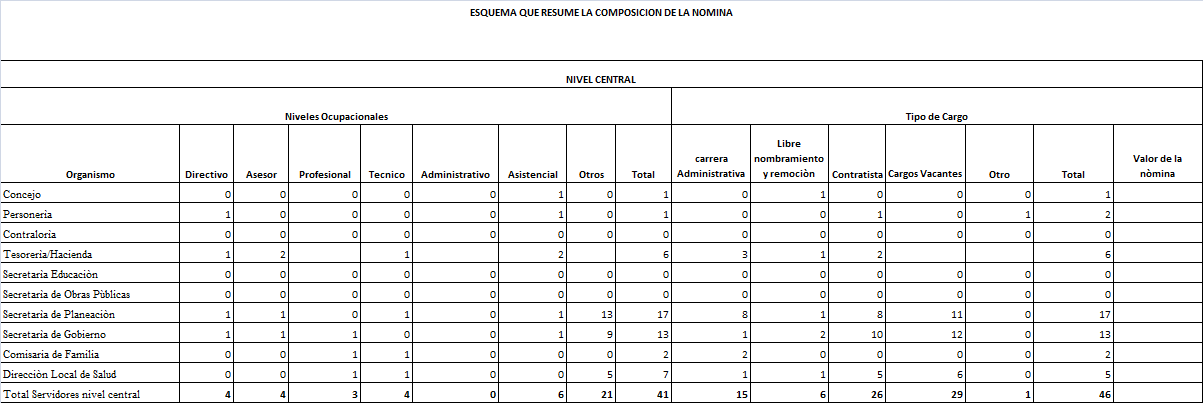 ESQUEMA QUE RESUME LA COMPOSICION DE LA NOMINA
NIVEL CENTRAL
Niveles Ocupacionales Tipo de Cargo
Organismo Directivo Asesor Profesional Tecnico Administrativo Asistencial Otros Total carrera Administrativa Libre nombramiento y remociòn Contratista Cargos Vacantes Otro Total Valor de la nòmina
Concejo 0 0 0 0 0 1 0 1 0 1 0 0 0 1
Personeria 1 0 0 0 0 1 0 1 0 0 1 0 1 2
Contraloria 0 0 0 0 0 0 0 0 0 0 0 0 0 0
Tesoreria/Hacienda 1 2 1 2 6 3 1 2 6
Secretaría Educaciòn 0 0 0 0 0 0 0 0 0 0 0 0 0 0
Secretaría de Obras Pùblicas 0 0 0 0 0 0 0 0 0 0 0 0 0 0
Secretaría de Planeaciòn 1 1 0 1 0 1 13 17 8 1 8 11 0 17
Secretaría de Gobierno 1 1 1 0 0 1 9 13 1 2 10 12 0 13
Comisaria de Familia 0 0 1 1 0 0 0 2 2 0 0 0 0 2
Direcciòn Local de Salud 0 0 1 1 0 0 5 7 1 1 5 6 0 5
Total Servidores nivel central 4 4 3 4 0 6 21 41 15 6 26 29 1 46